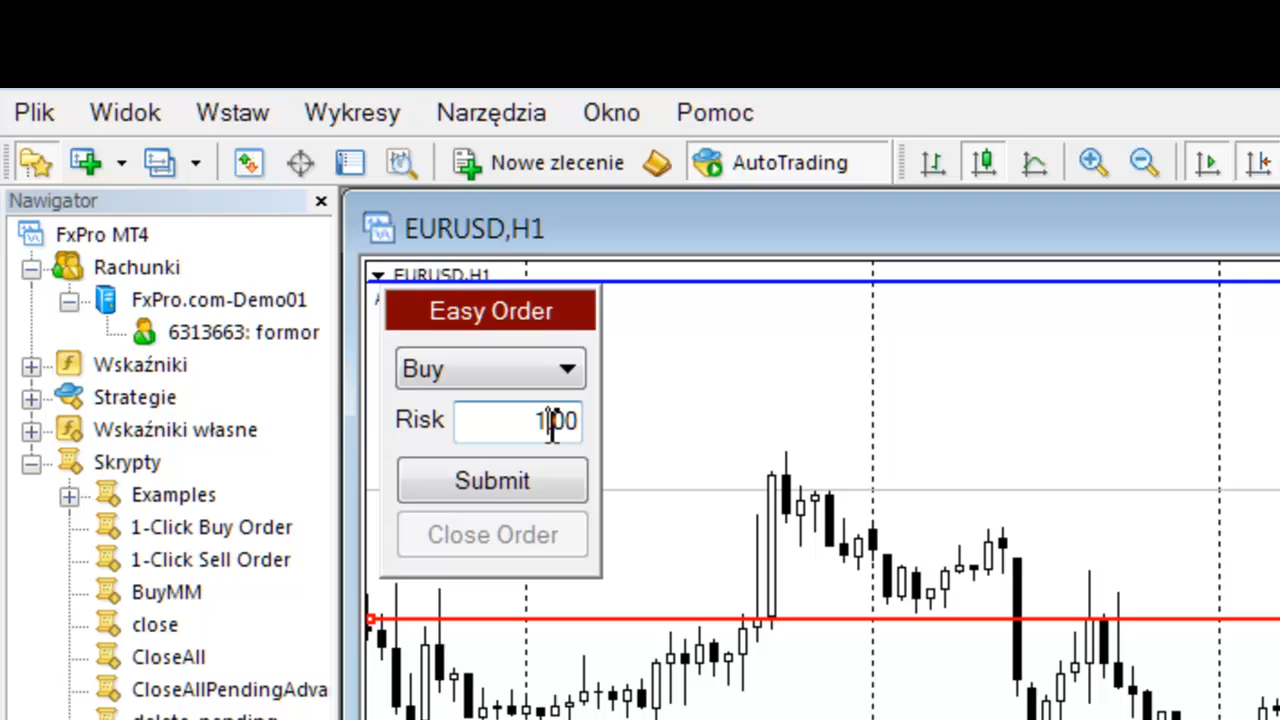 Plik Widok Wstaw Wykresy Narzędzia Okno Pomoc
Nowe zlecenie AutoTrading
Nawigator
FxPro MT4
Rachunki
FxPro.com-Demo01
6313663: formor
Wskaźniki
Strategie
Wskaźniki własne
Skrypty
Examples
1-Click Buy Order
1-Click Sell Order
BuyMM
close
CloseAll
CloseAllPendingAdva
EURUSD,H1
EURUSD,H1
Easy Order
Buy
Risk
Submit
Close Order